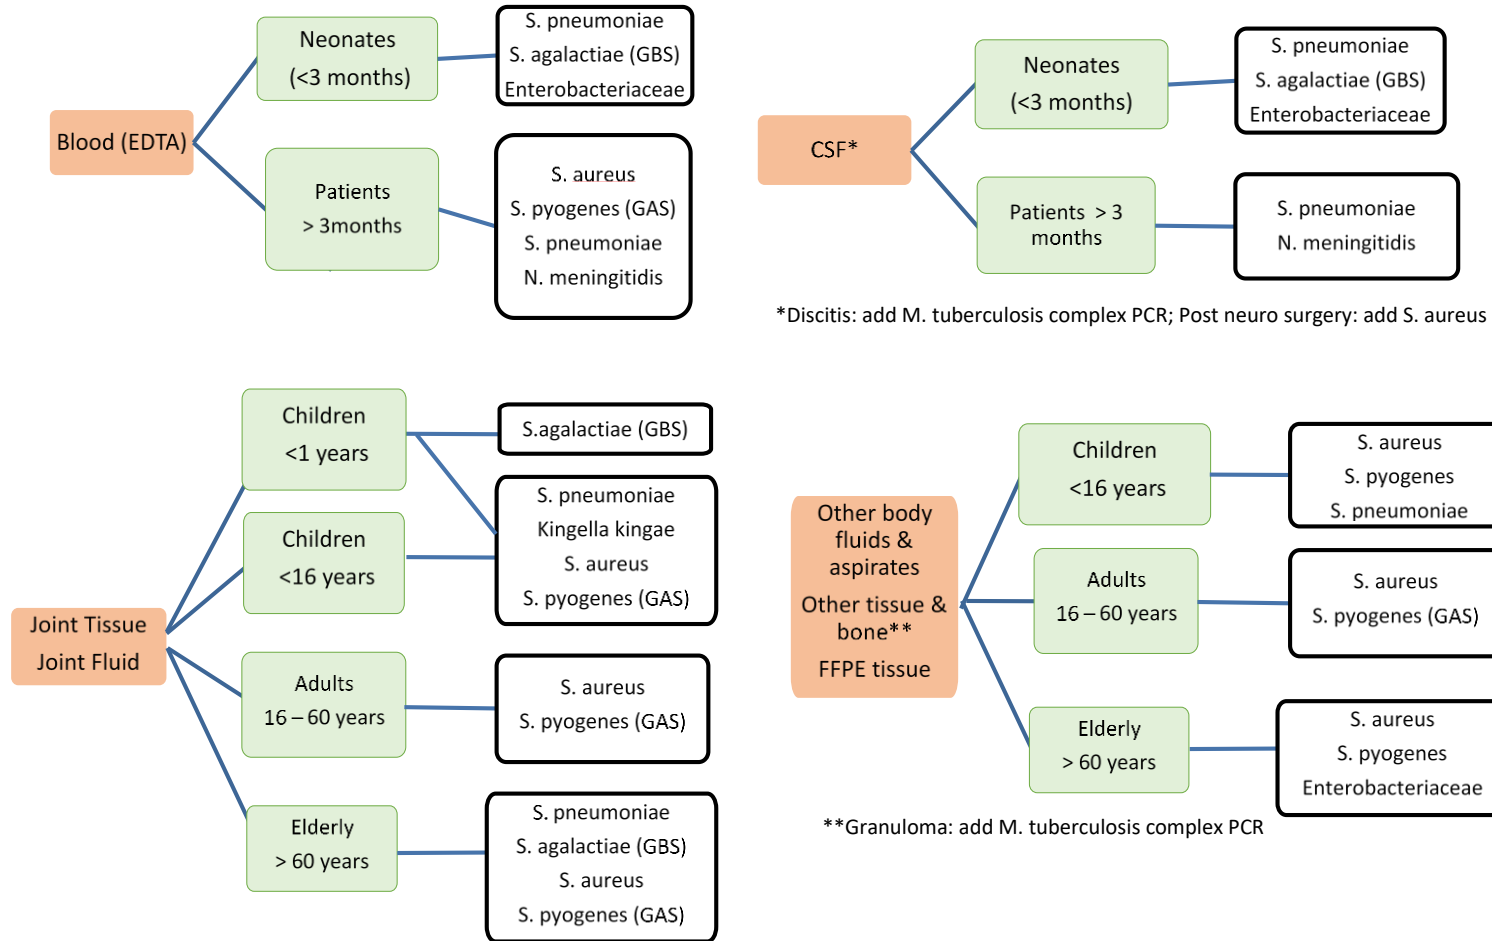 Blood (EDTA)
Neonates
(<3 months)
S. pneumoniae
S. agalactiae (GBS)
Enterobacteriaceae
Patients
> 3months
S. aureus
S. pyogenes (GAS)
S. pneumoniae
N. meningitidis
CSF*
Neonates
(<3 months)
S. pneumoniae
S. agalactiae (GBS)
Enterobacteriaceae
Patients > 3
months
S. pneumoniae
N. meningitidis
*Discitis: add M. tuberculosis complex PCR; Post neuro surgery: add S. aureus
Joint Tissue
Joint Fluid
Children
<1 years
S.agalactiae (GBS)
Children
<16 years
S. pneumoniae
Kingella kingae
S. aureus
S. pyogenes (GAS)
Adults
16 – 60 years
S. aureus
S. pyogenes (GAS)
Elderly
> 60 years
S. pneumoniae
S. agalactiae (GBS)
S. aureus
S. pyogenes (GAS)
Other body
fluids &
aspirates
Other tissue &
bone**
FFPE tissue
Children
<16 years
S. aureus
S. pyogenes
S. pneumoniae
Adults
16 – 60 years
S. aureus
S. pyogenes (GAS)
Elderly
> 60 years
S. aureus
S. pyogenes
Enterobacteriaceae
**Granuloma: add M. tuberculosis complex PCR